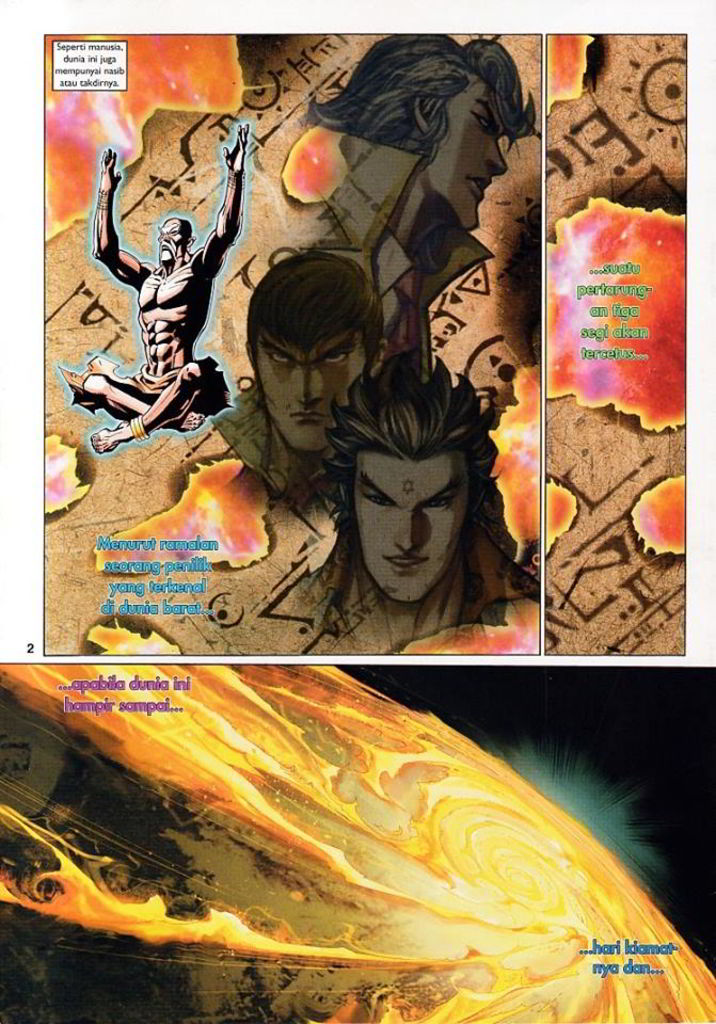 Seperti manusia,
dunia ini juga
mempunyai nasib
atau takdirnya.
Menurut ramalan
seorang penilik
yang terkenal
di dunia barat...
...suatu
pertarung-
an tiga
segi akan
tercetus...
2
...apabila dunia ini
hampir sampai...
...hari kiamat-
nya dan...